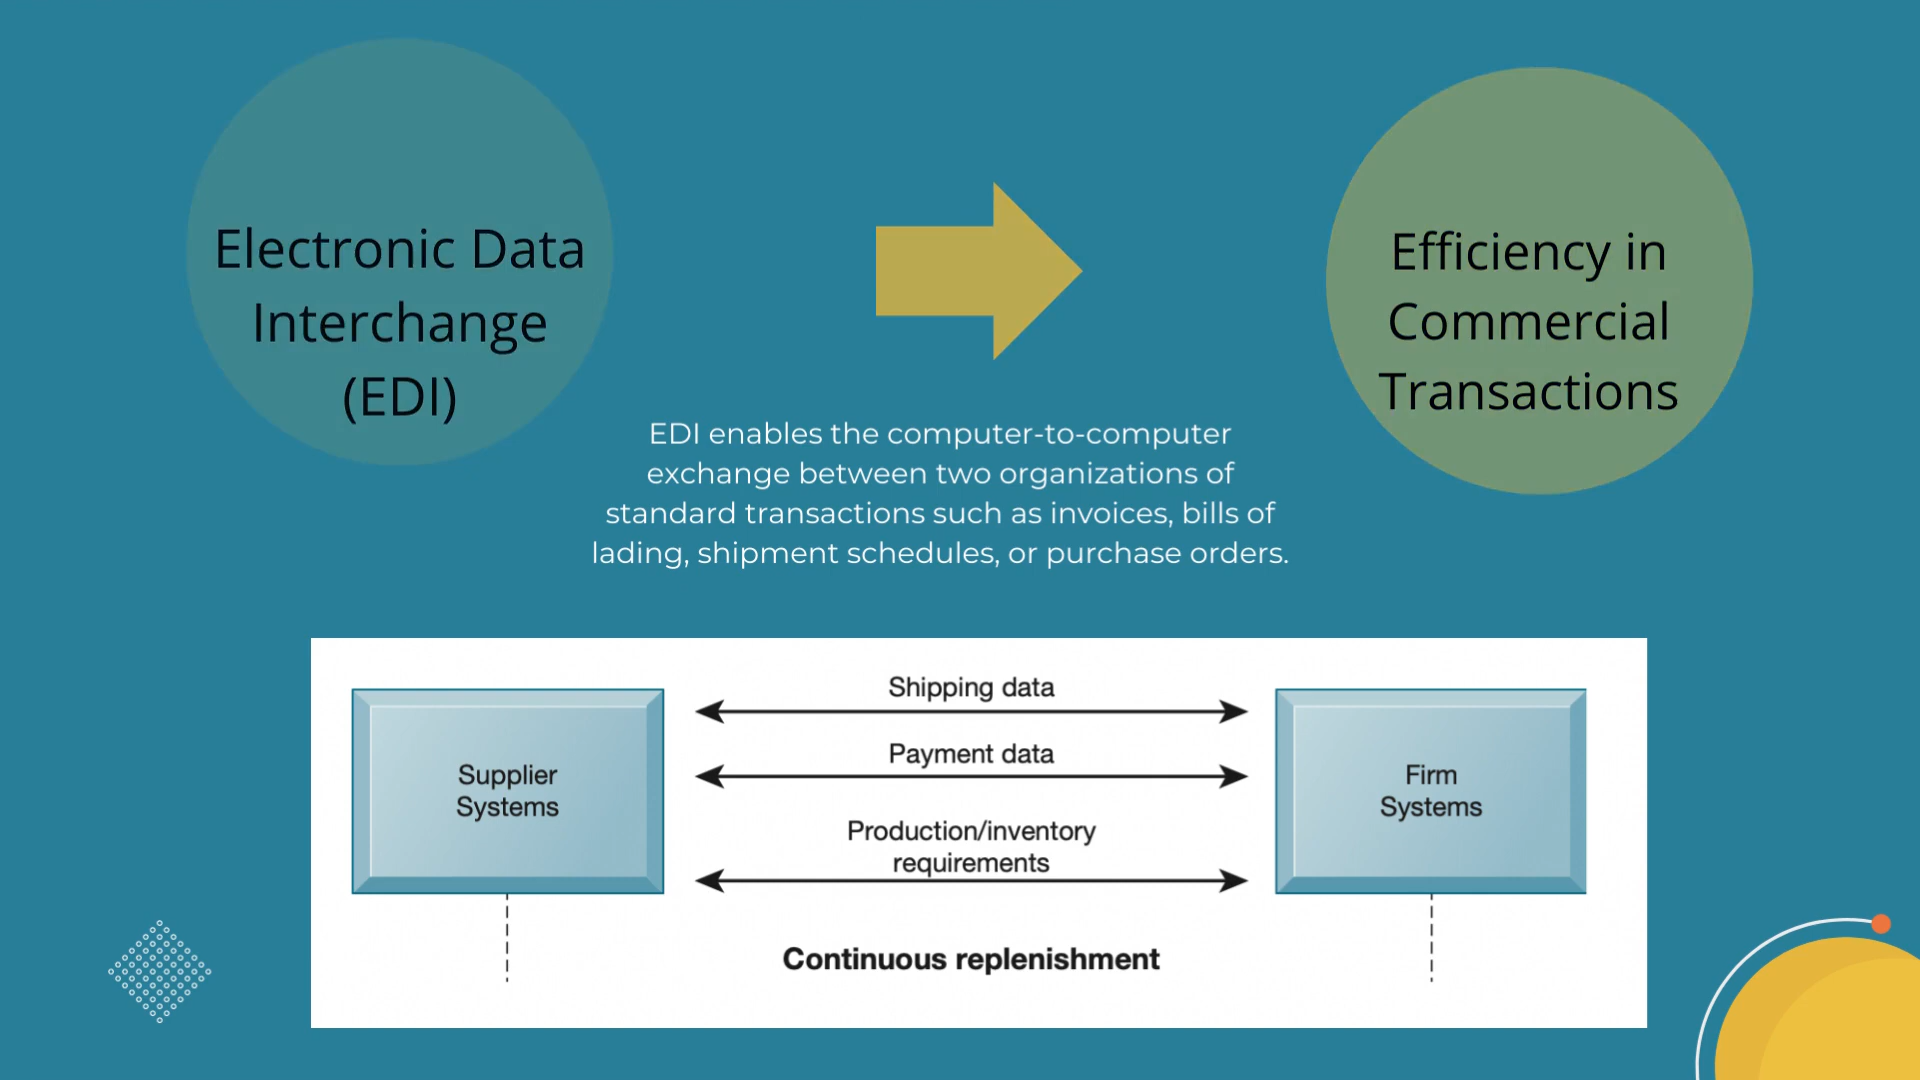 Electronic Data
Interchange
(EDI)
Efficiency in
Commercial
Transactions
EDI enables the computer-to-computer
exchange between two organizations of
standard transactions such as invoices, bills of
lading, shipment schedules, or purchase orders.
Supplier
Systems
Shipping data
Payment data
Production/inventory
requirements
Firm
Systems
Continuous replenishment